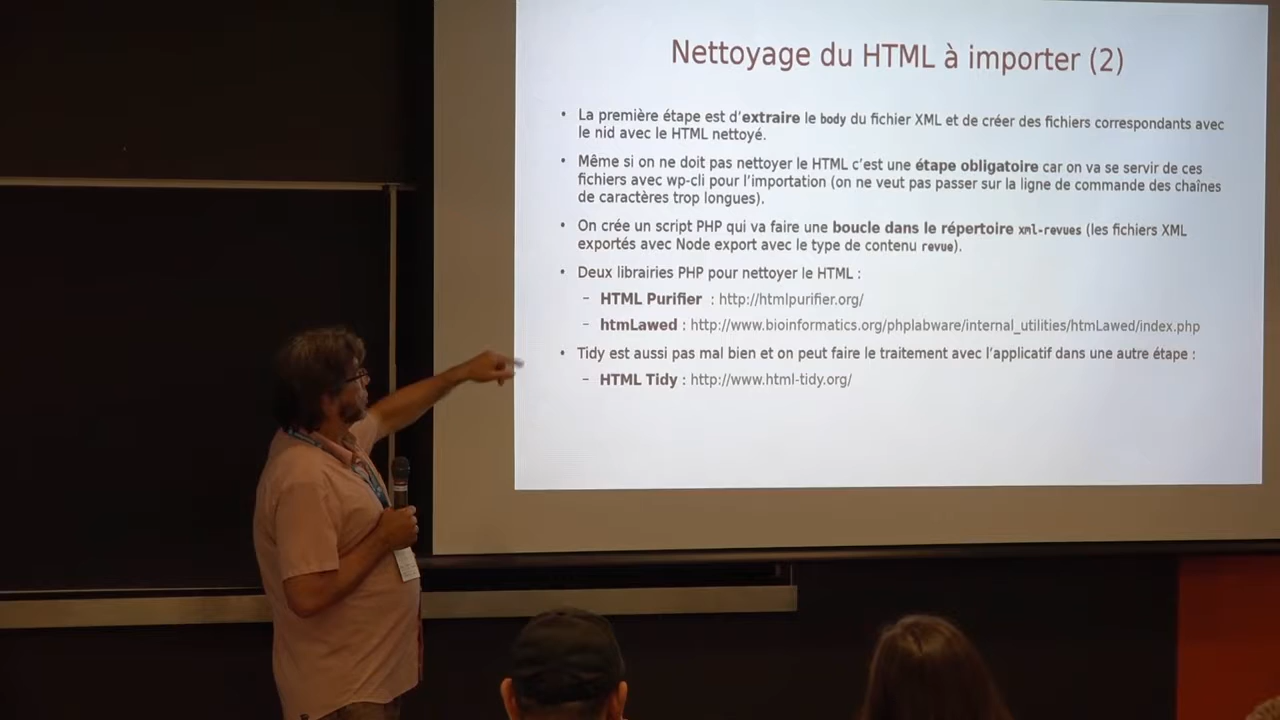 Nettoyage du HTML à importer (2)
• La première étape est d’extraire le body du fichier XML et de créer des fichiers correspondants avec
le nid avec le HTML nettoyé.
• Même si on ne doit pas nettoyer le HTML c’est une étape obligatoire car on va se servir de ces
fichiers avec wp-cli pour l’importation (on ne veut pas passer sur la ligne de commande des chaînes
de caractères trop longues).
• On crée un script PHP qui va faire une boucle dans le répertoire xml-revues (les fichiers XML
exportés avec Node export avec le type de contenu revue).
• Deux librairies PHP pour nettoyer le HTML :
– HTML Purifier : http://htmlpurifier.org/
– htmLawed : http://www.bioinformatics.org/phplabware/internal_utilities/htmLawed/index.php
• Tidy est aussi pas mal bien et on peut faire le traitement avec l’applicatif dans une autre étape :
– HTML Tidy : http://www.html-tidy.org/